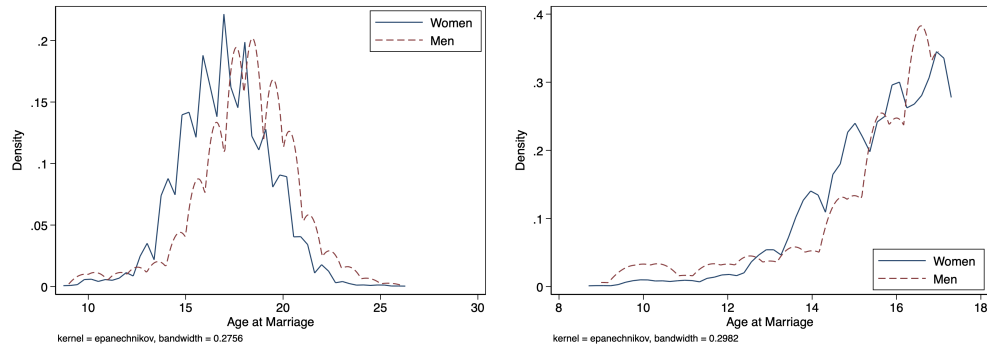 Women
Men
.2
.15
.1
.05
0
Density
10
15
20
25
30
Age at Marriage
kernel = epanechnikov, bandwidth = 0.2756
.4
.3
.2
.1
0
Density
Women
Men
8
10
12
14
16
18
Age at Marriage
kernel = epanechnikov, bandwidth = 0.2982